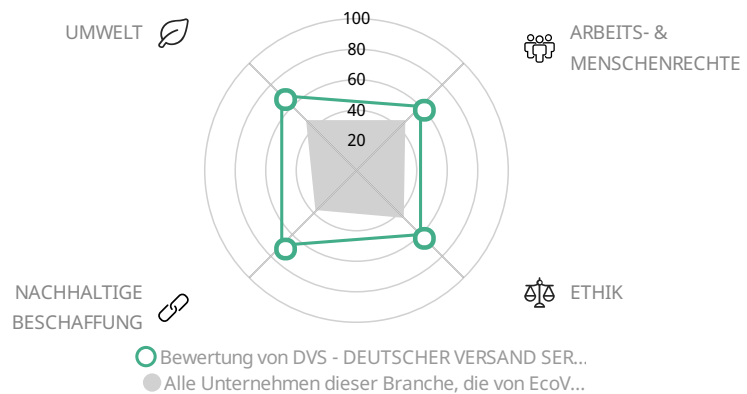 UMWELT
ARBEITS- &
MENSCHENRECHTE
100
80
60
40
20
NACHHALTIGE
BESCHAFFUNG
ETHIK
Bewertung von DVS - DEUTSCHER VERSAND SER...
Alle Unternehmen dieser Branche, die von EcoV...